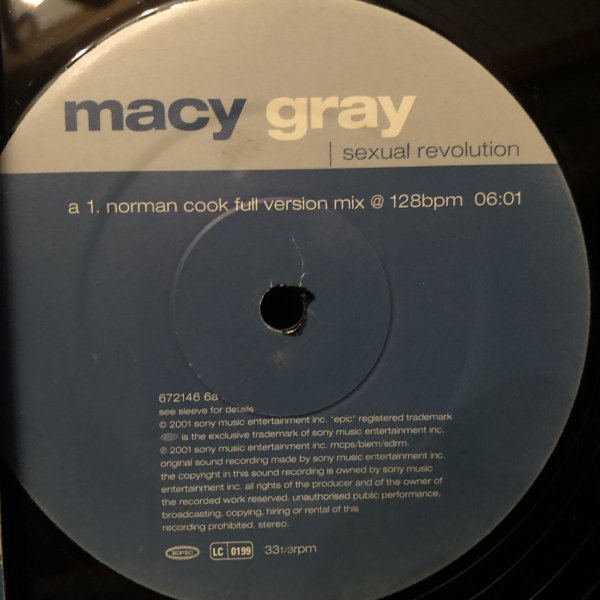 macy gray
sexual revolution
a 1. norman cook full version mix @ 128bpm 06:01
672146 6a
see sleeve for details
© 2001 sony music entertainment inc. "epic" registered trademark
EPIC is the exclusive trademark of sony music entertainment inc.
℗ 2001 sony music entertainment inc. mcps/biem/sdrm.
original sound recording made by sony music entertainment inc.
the copyright in this sound recording is owned by sony music
entertainment inc. all rights of the producer and of the owner of
the recorded work reserved. unauthorised public performance,
broadcasting, copying, hiring or rental of this
recording prohibited. stereo.
EPIC LC 0199 33 1/3rpm